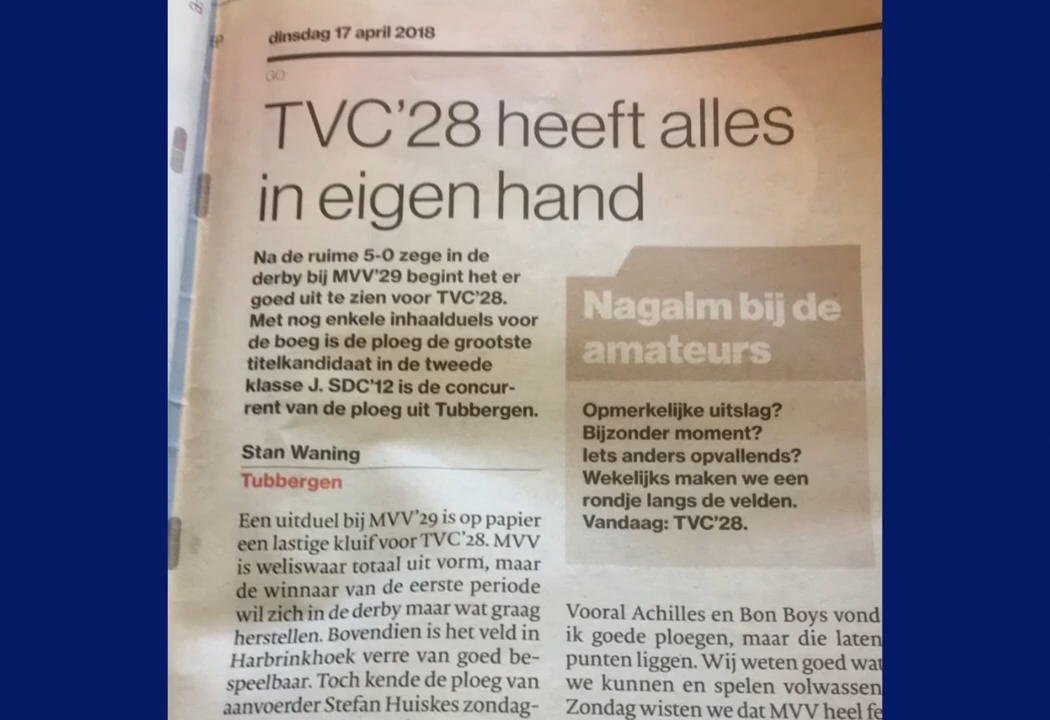 dinsdag 17 april 2018
GO
TVC’28 heeft alles
in eigen hand
Na de ruime 5-0 zege in de
derby bij MVV’29 begint het er
goed uit te zien voor TVC’28.
Met nog enkele inhaalduels voor
de boeg is de ploeg de grootste
titelkandidaat in de tweede
klasse J. SDC’12 is de concur-
rent van de ploeg uit Tubbergen.
Stan Waning
Tubbergen
Een uitduel bij MVV’29 is op papier
een lastige kluif voor TVC’28. MVV
is weliswaar totaal uit vorm, maar
de winnaar van de eerste periode
wil zich in de derby maar wat graag
herstellen. Bovendien is het veld in
Harbrinkhoek verre van goed be-
speelbaar. Toch kende de ploeg van
aanvoerder Stefan Huiskes zondag-
Nagalm bij de
amateurs
Opmerkelijke uitslag?
Bijzonder moment?
Iets anders opvallends?
Wekelijks maken we een
rondje langs de velden.
Vandaag: TVC’28.
Vooral Achilles en Bon Boys vond
ik goede ploegen, maar die laten
punten liggen. Wij weten goed wat
we kunnen en spelen volwassen
Zondag wisten we dat MVV heel fe